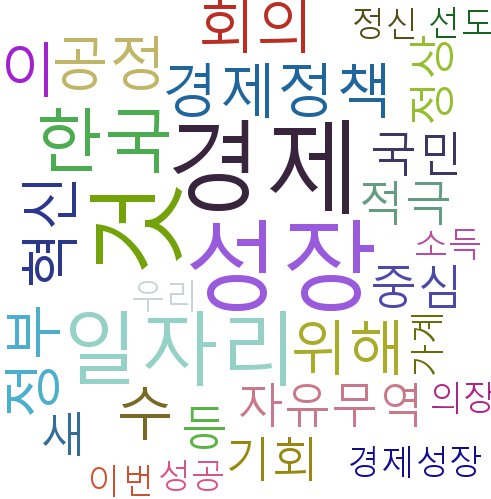 회의
정신
선도
이
공정
정상
경제정책
한국
경제
국민
혁신
것
적극
성장
소득
중심
우리
정부
일자리
위해
가계
새
수
자유무역
의장
등
기회
경제성장
이번
성공